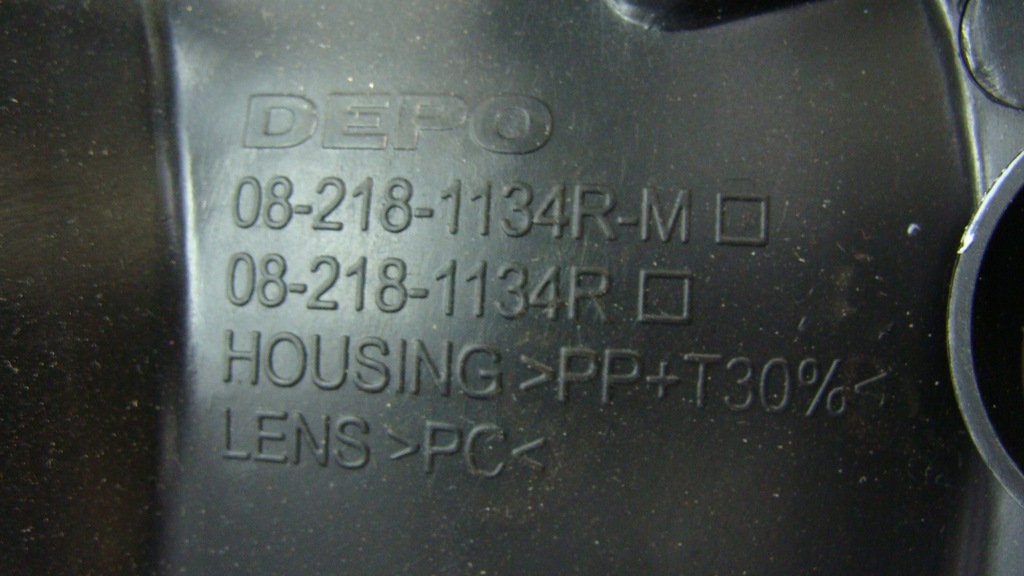 DEPO
08-218-1134R-M □
08-218-1134R □
HOUSING >PP+T30%<
LENS >PC<